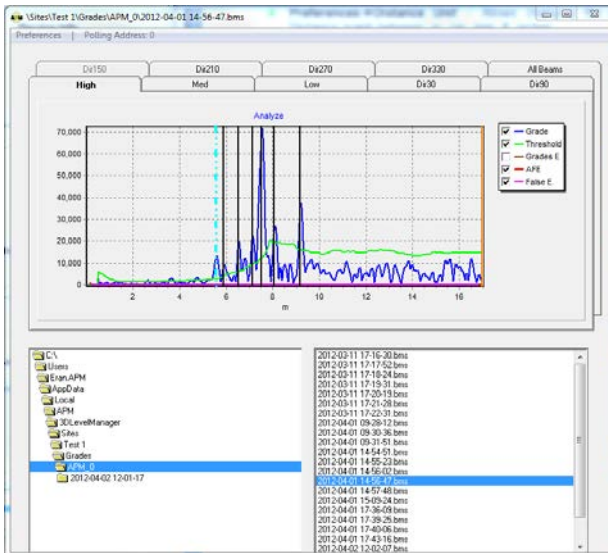 \Sites\Test 1\Grades\APM_0\2012-04-01 14-56-47.bms
Preferences | Polling Address: 0
Dir150 Dir210 Dir270 Dir330 All Beams
High Med Low Dir30 Dir90
Analyze
70,000
60,000
50,000
40,000
30,000
20,000
10,000
0
2 4 6 8 10 12 14 16
m
Grade
Threshold
Grades E
AFE
False E.
C:\
Users
Eran.APM
AppData
Local
APM
3DLevelManager
Sites
Test 1
Grades
APM_0
2012-04-02 12-01-17
2012-03-11 17-16-30.bms
2012-03-11 17-17-52.bms
2012-03-11 17-18-24.bms
2012-03-11 17-19-31.bms
2012-03-11 17-20-19.bms
2012-03-11 17-21-28.bms
2012-03-11 17-22-31.bms
2012-04-01 09-28-12.bms
2012-04-01 09-30-36.bms
2012-04-01 09-31-51.bms
2012-04-01 14-54-51.bms
2012-04-01 14-55-23.bms
2012-04-01 14-56-02.bms
2012-04-01 14-56-47.bms
2012-04-01 14-57-48.bms
2012-04-01 15-09-24.bms
2012-04-01 17-36-09.bms
2012-04-01 17-39-25.bms
2012-04-01 17-40-06.bms
2012-04-01 17-43-16.bms
2012-04-02 12-02-07.bms